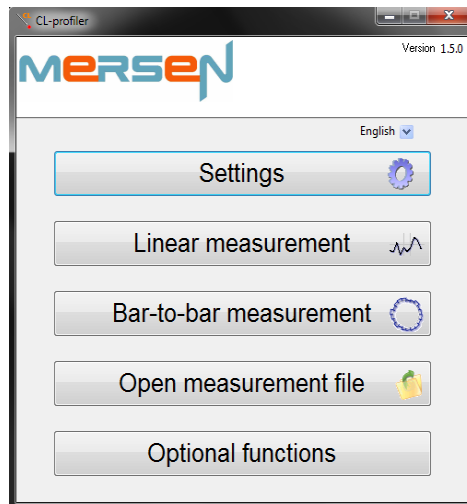 CL-profiler
MERSEN
Version 1.5.0
English
Settings
Linear measurement
Bar-to-bar measurement
Open measurement file
Optional functions